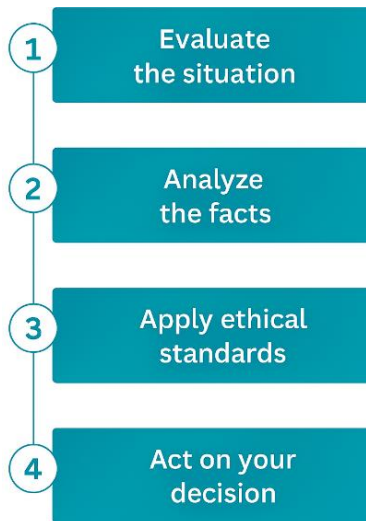 1
Evaluate
the situation
2
Analyze
the facts
3
Apply ethical
standards
4
Act on your
decision